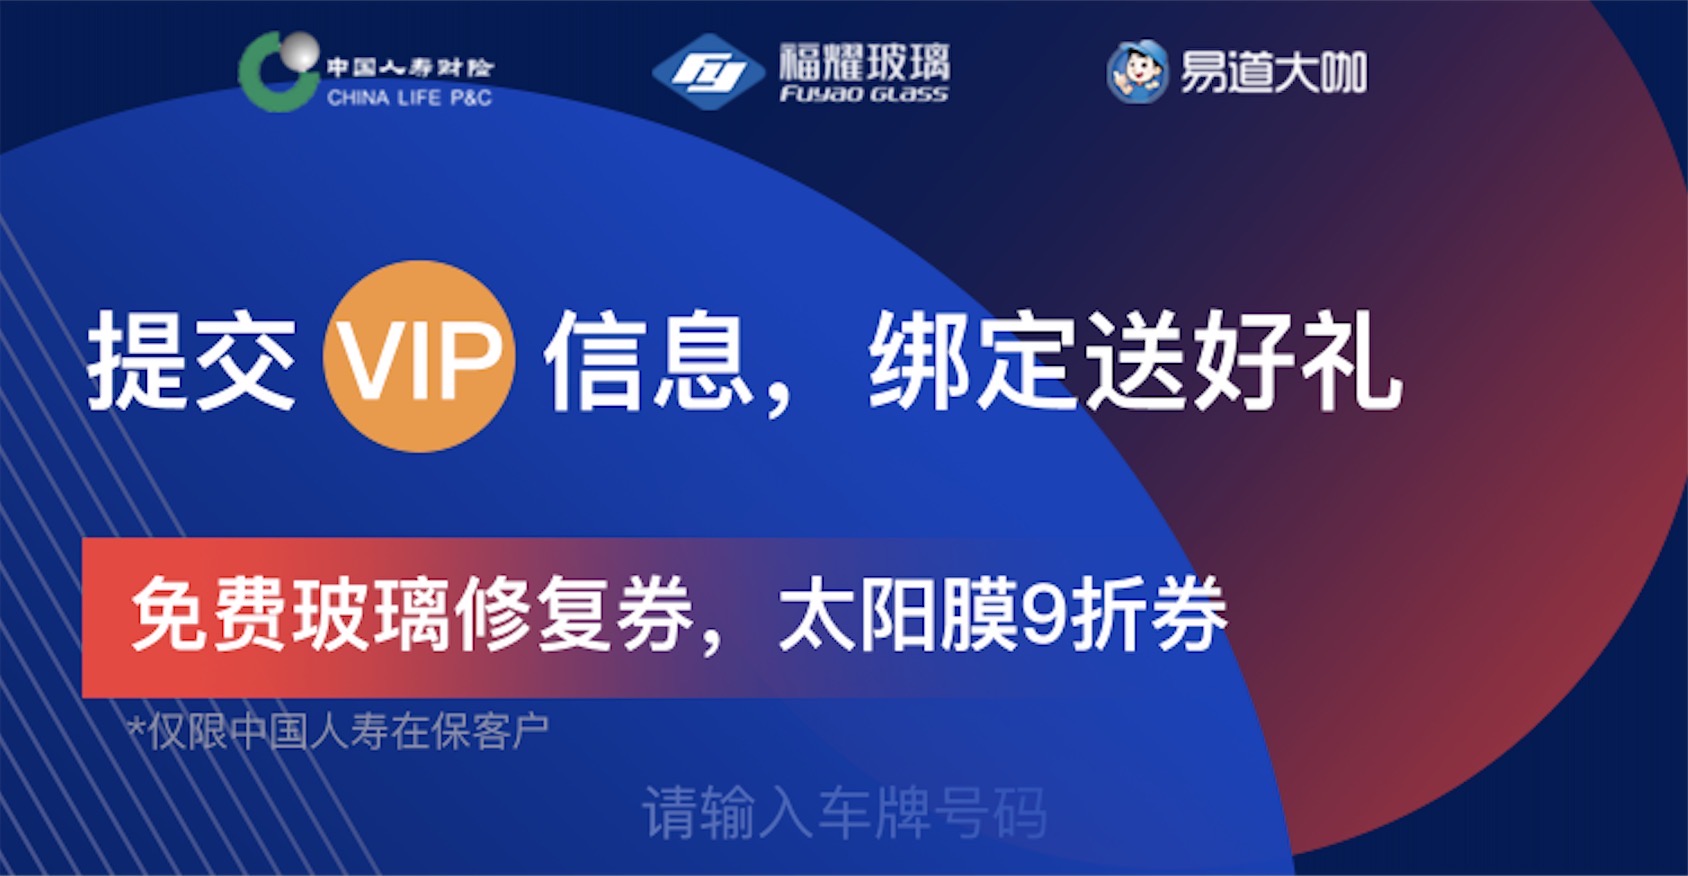 中国人寿财险
CHINA LIFE P&C
福耀玻璃
FUYAO GLASS
易道大咖
提交 VIP 信息，绑定送好礼
免费玻璃修复券，太阳膜9折券
*仅限中国人寿在保客户
请输入车牌号码